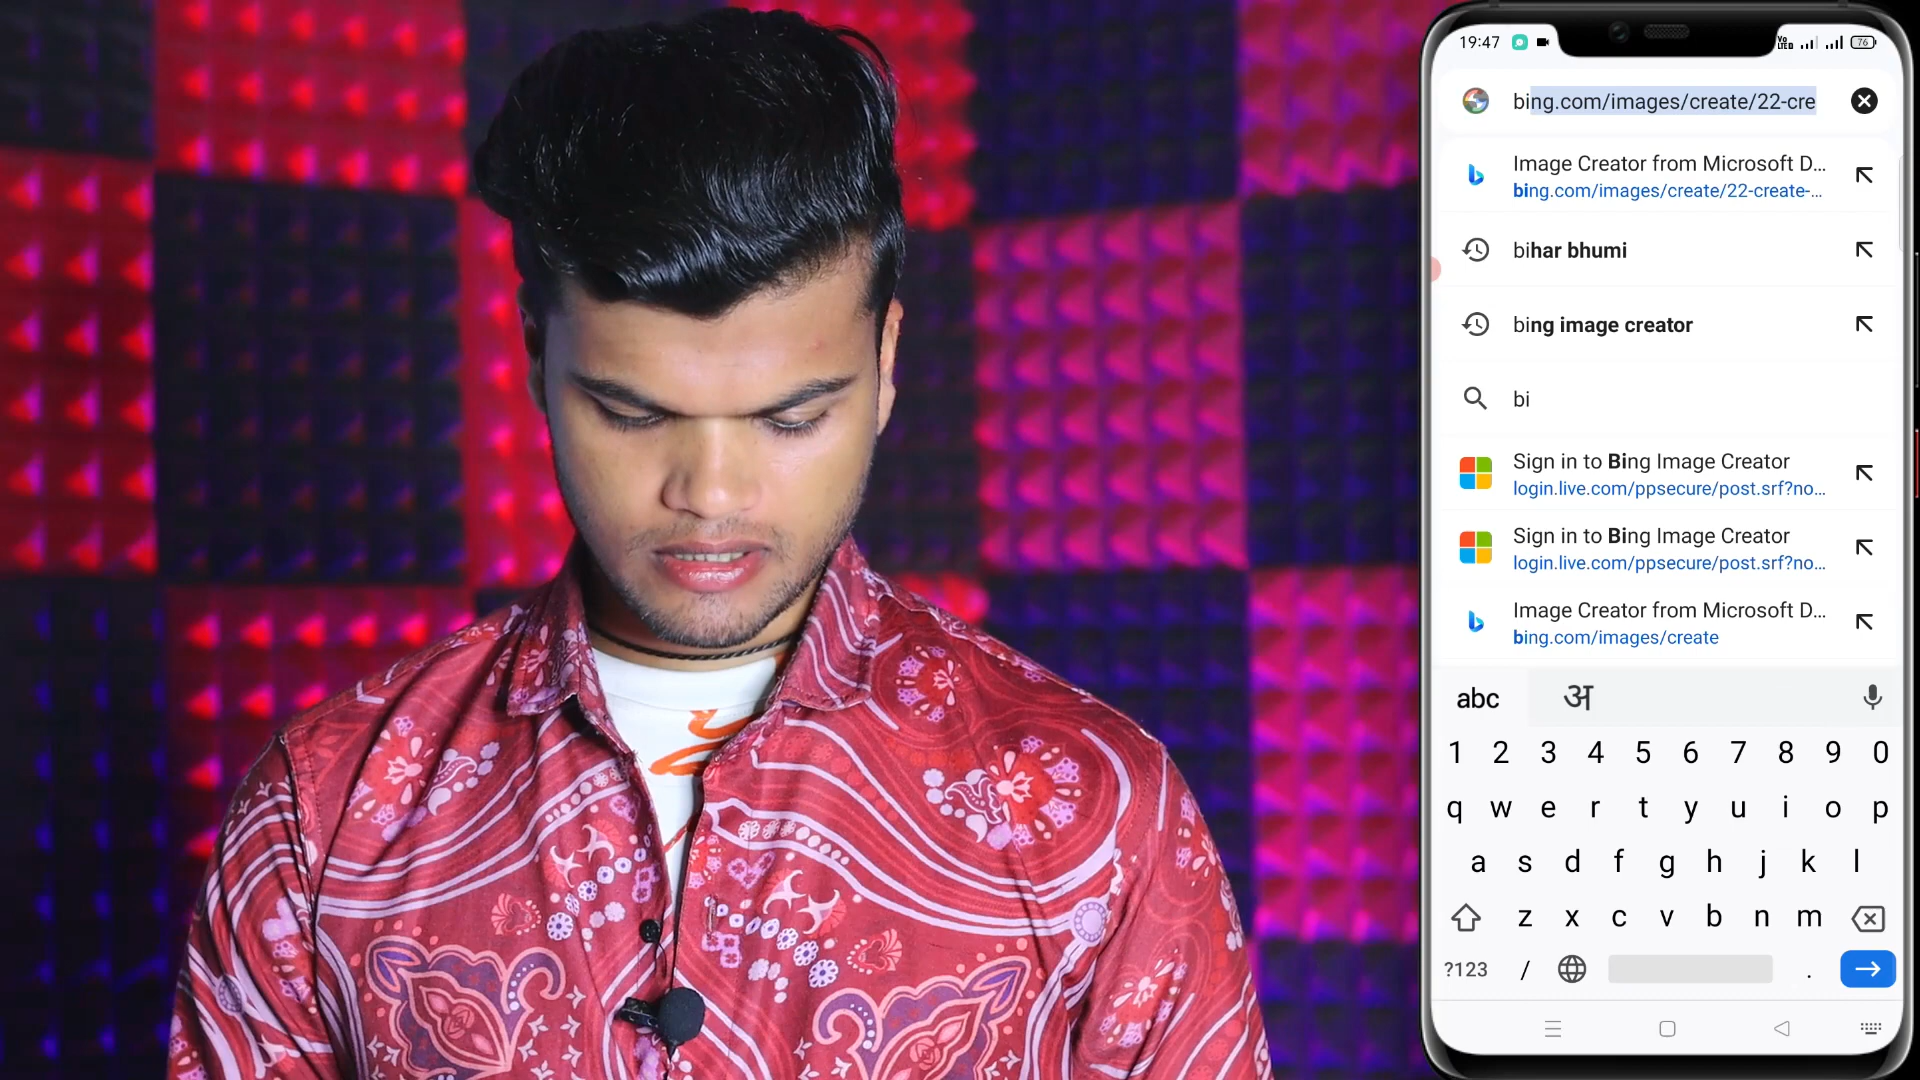 19:47
Vo
LTE
76
bing.com/images/create/22-cre
Image Creator from Microsoft D...
bing.com/images/create/22-create-...
bihar bhumi
bing image creator
bi
Sign in to Bing Image Creator
login.live.com/ppsecure/post.srf?no...
Sign in to Bing Image Creator
login.live.com/ppsecure/post.srf?no...
Image Creator from Microsoft D...
bing.com/images/create
abc अ
1 2 3 4 5 6 7 8 9 0
q w e r t y u i o p
a s d f g h j k l
z x c v b n m
?123 / .